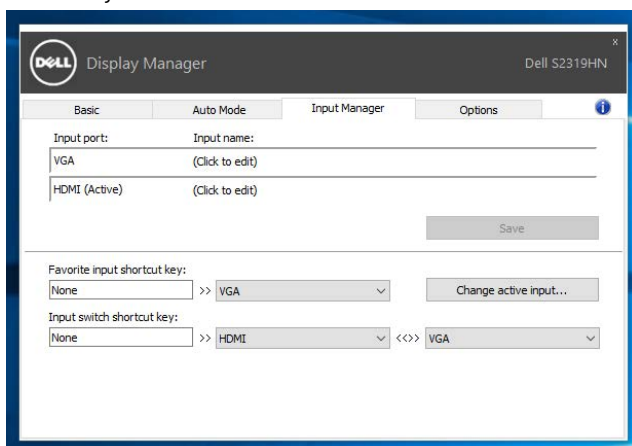 DELL Display Manager Dell S2319HN x
Basic Auto Mode Input Manager Options i
Input port: Input name:
VGA (Click to edit)
HDMI (Active) (Click to edit)
Save
Favorite input shortcut key:
None >> VGA Change active input...
Input switch shortcut key:
None >> HDMI <<>> VGA